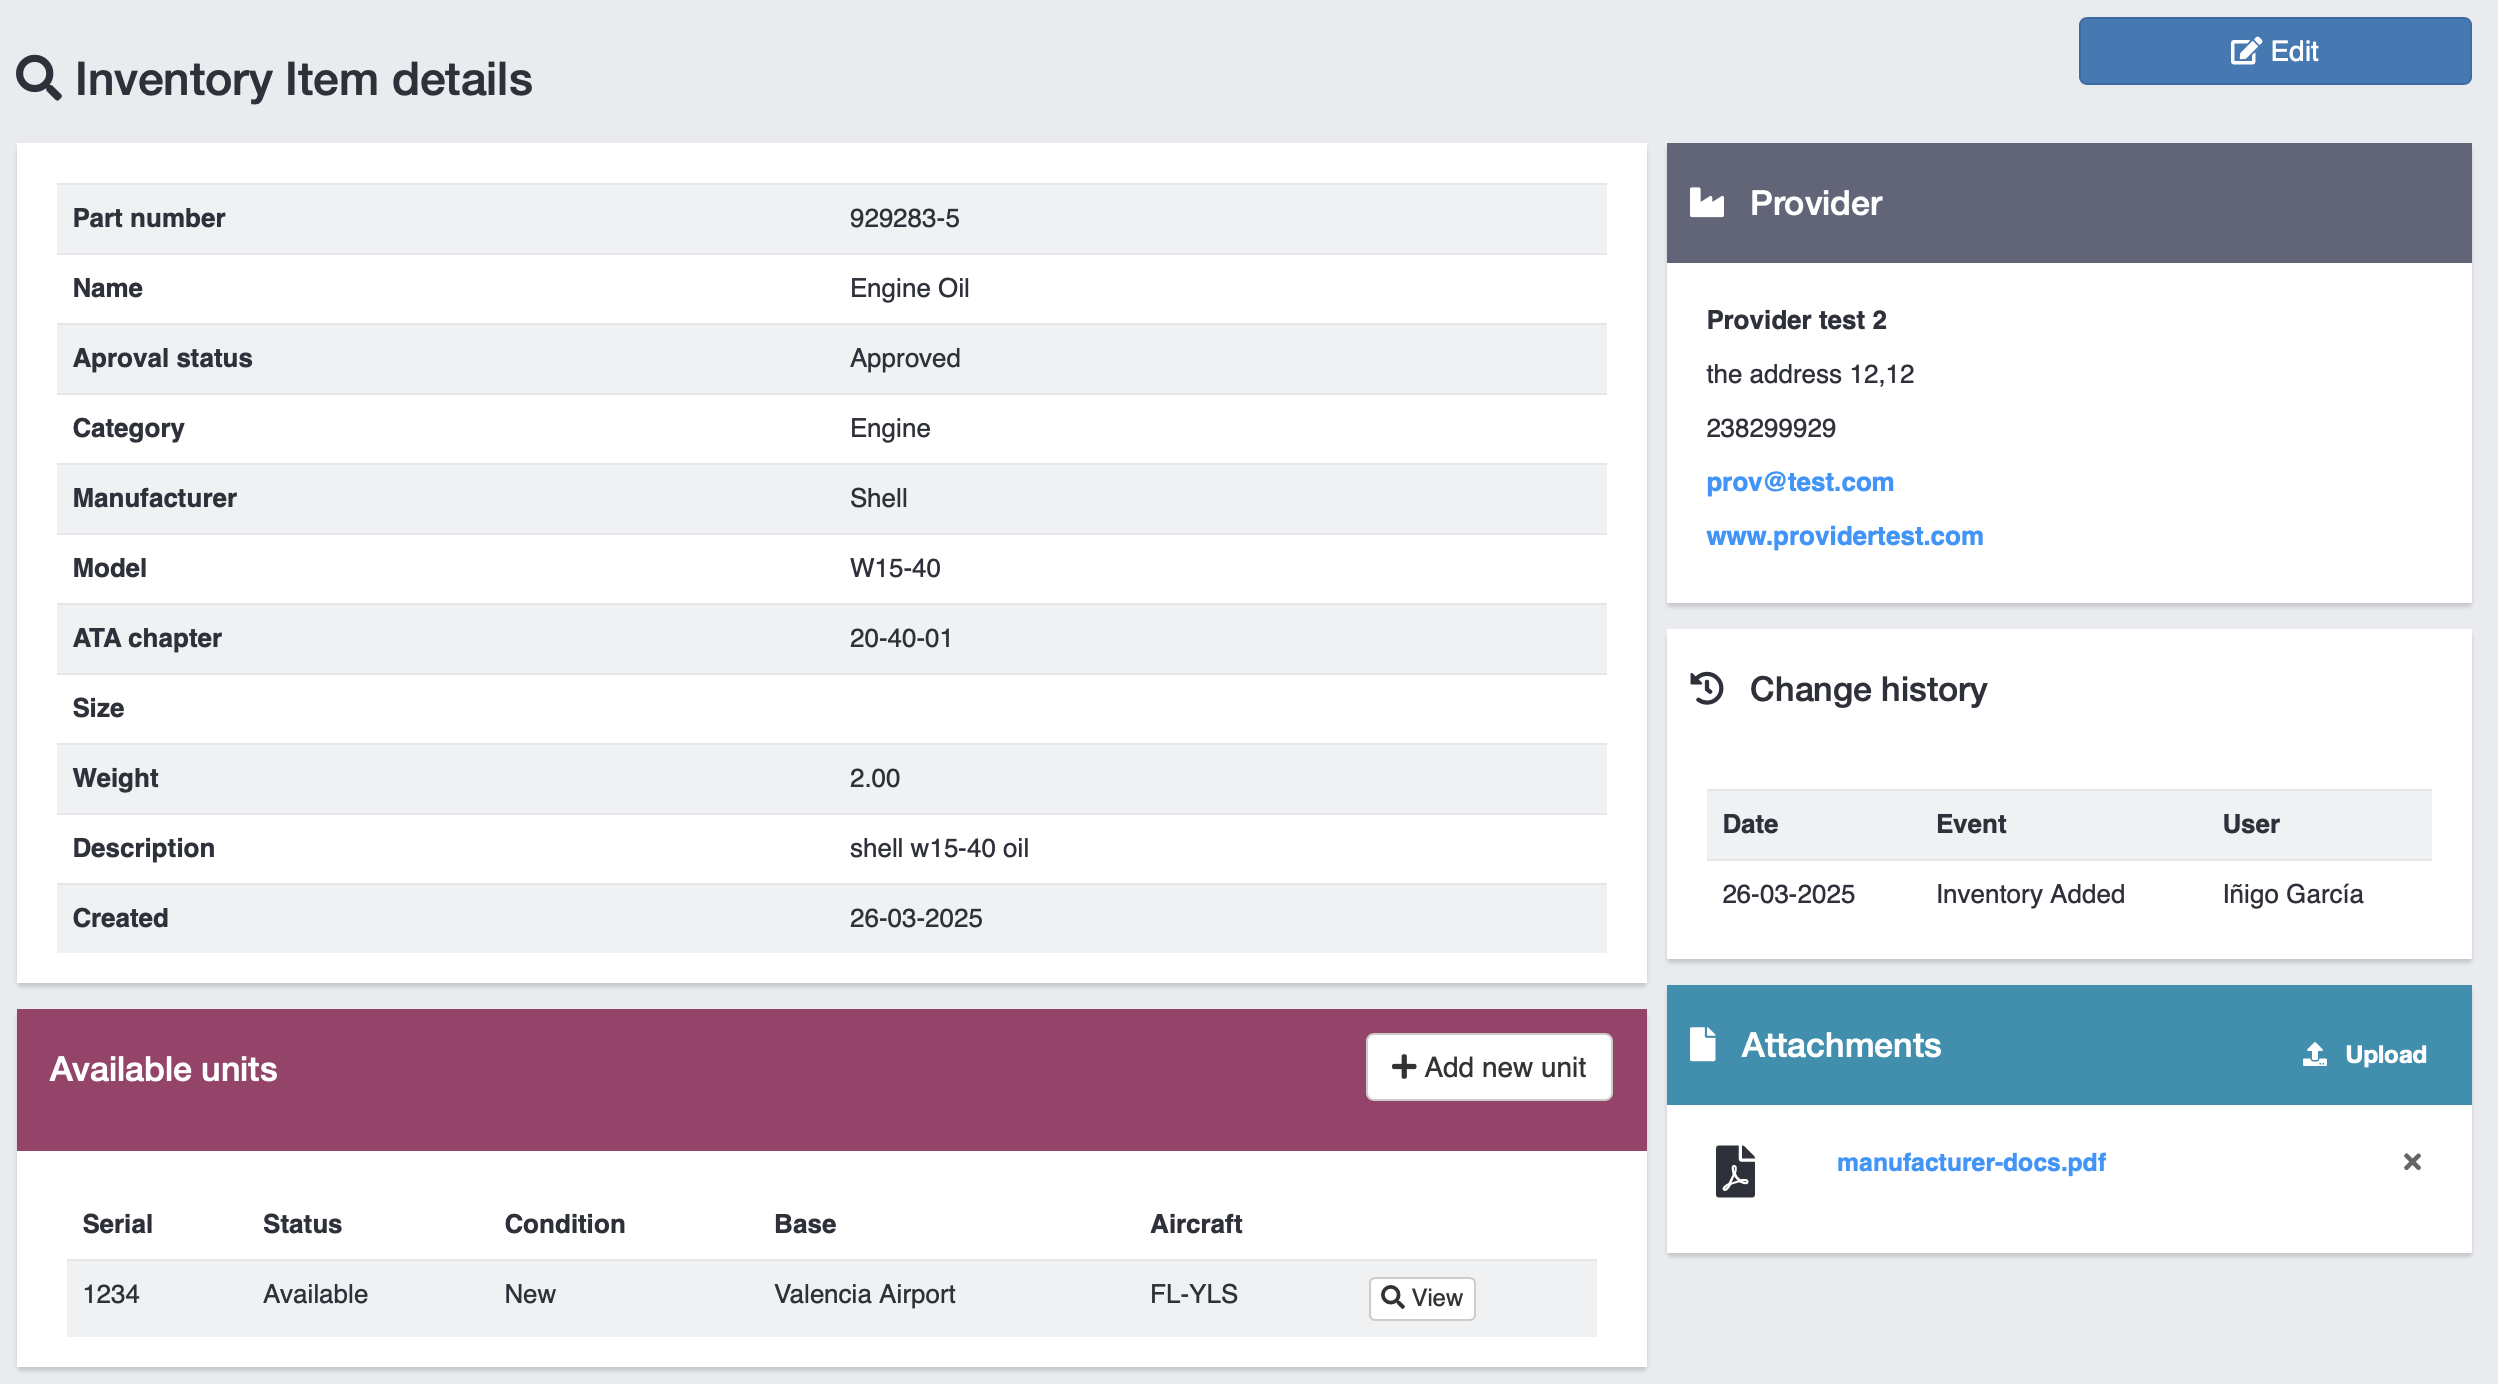 Inventory Item details
Edit
Part number 929283-5
Name Engine Oil
Aproval status Approved
Category Engine
Manufacturer Shell
Model W15-40
ATA chapter 20-40-01
Size
Weight 2.00
Description shell w15-40 oil
Created 26-03-2025
Available units
Add new unit
Serial Status Condition Base Aircraft
1234 Available New Valencia Airport FL-YLS View
Provider
Provider test 2
the address 12,12
238299929
prov@test.com
www.providertest.com
Change history
Date Event User
26-03-2025 Inventory Added Iñigo García
Attachments
Upload
manufacturer-docs.pdf